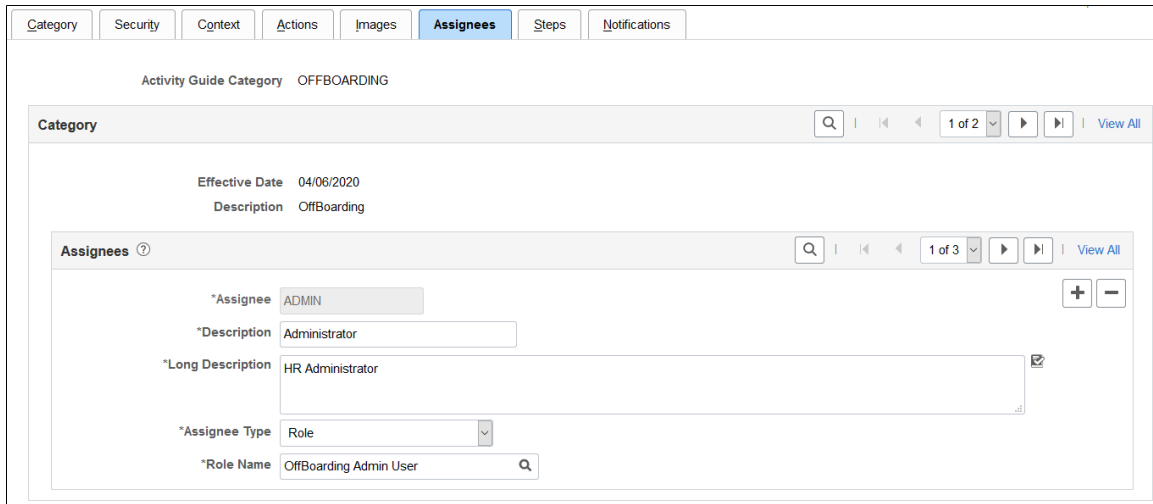 Category Security Context Actions Images Assignees Steps Notifications
Activity Guide Category OFFBOARDING
Category 1 of 2 View All
Effective Date 04/06/2020
Description OffBoarding
Assignees ? 1 of 3 View All
*Assignee ADMIN
*Description Administrator
*Long Description HR Administrator
*Assignee Type Role
*Role Name OffBoarding Admin User